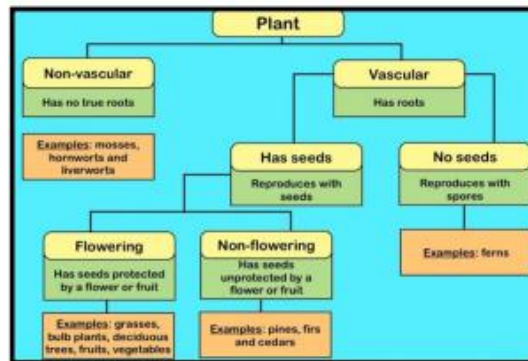 Plant
Non-vascular
Has no true roots
Examples: mosses,
hornworts and
liverworts
Vascular
Has roots
Has seeds
Reproduces with
seeds
No seeds
Reproduces with
spores
Examples: ferns
Flowering
Has seeds protected
by a flower or fruit
Examples: grasses,
bulb plants, deciduous
trees, fruits, vegetables
Non-flowering
Has seeds
unprotected by a
flower or fruit
Examples: pines, firs
and cedars